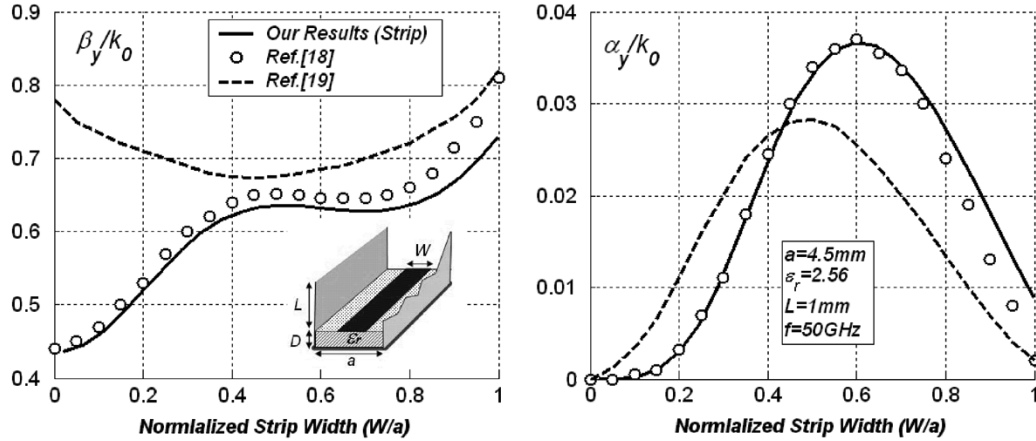 0.9
0.8
0.7
0.6
0.5
0.4
0
0.2
0.4
0.6
0.8
1
β_y/k_0
Our Results (Strip)
Ref.[18]
Ref.[19]
W
L
D
ε_r
a
Normlalized Strip Width (W/a)
0.04
0.03
0.02
0.01
0
0
0.2
0.4
0.6
0.8
1
α_y/k_0
a=4.5mm
ε_r=2.56
L=1mm
f=50GHz
Normlalized Strip Width (W/a)